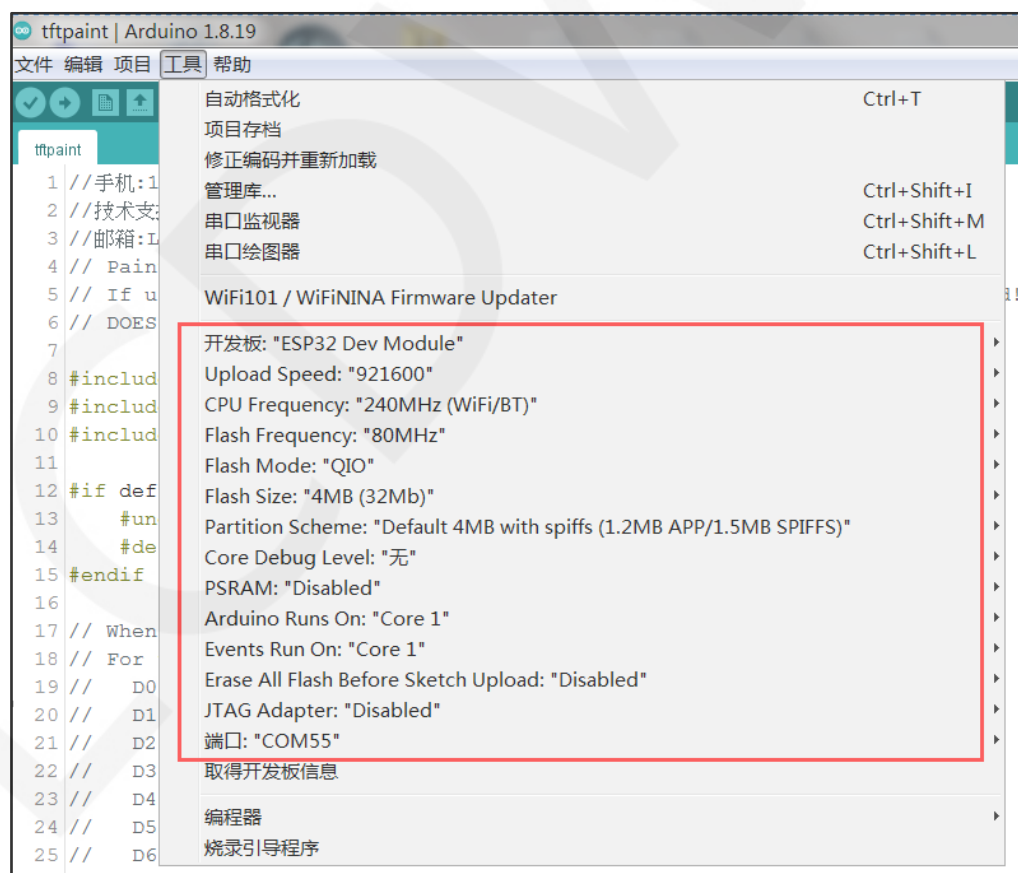 tftpaint | Arduino 1.8.19
文件 编辑 项目 工具 帮助
自动格式化 Ctrl+T
项目存档
修正编码并重新加载
管理库... Ctrl+Shift+I
串口监视器 Ctrl+Shift+M
串口绘图器 Ctrl+Shift+L
WiFi101 / WiFiNINA Firmware Updater
开发板: "ESP32 Dev Module"
Upload Speed: "921600"
CPU Frequency: "240MHz (WiFi/BT)"
Flash Frequency: "80MHz"
Flash Mode: "QIO"
Flash Size: "4MB (32Mb)"
Partition Scheme: "Default 4MB with spiffs (1.2MB APP/1.5MB SPIFFS)"
Core Debug Level: "无"
PSRAM: "Disabled"
Arduino Runs On: "Core 1"
Events Run On: "Core 1"
Erase All Flash Before Sketch Upload: "Disabled"
JTAG Adapter: "Disabled"
端口: "COM55"
取得开发板信息
编程器
烧录引导程序
tftpaint
1 //手机:1
2 //技术支
3 //邮箱:L
4 // Pain
5 // If u
6 // DOES
7
8 #includ
9 #includ
10 #includ
11
12 #if def
13 #un
14 #de
15 #endif
16
17 // When
18 // For
19 // D0
20 // D1
21 // D2
22 // D3
23 // D4
24 // D5
25 // D6